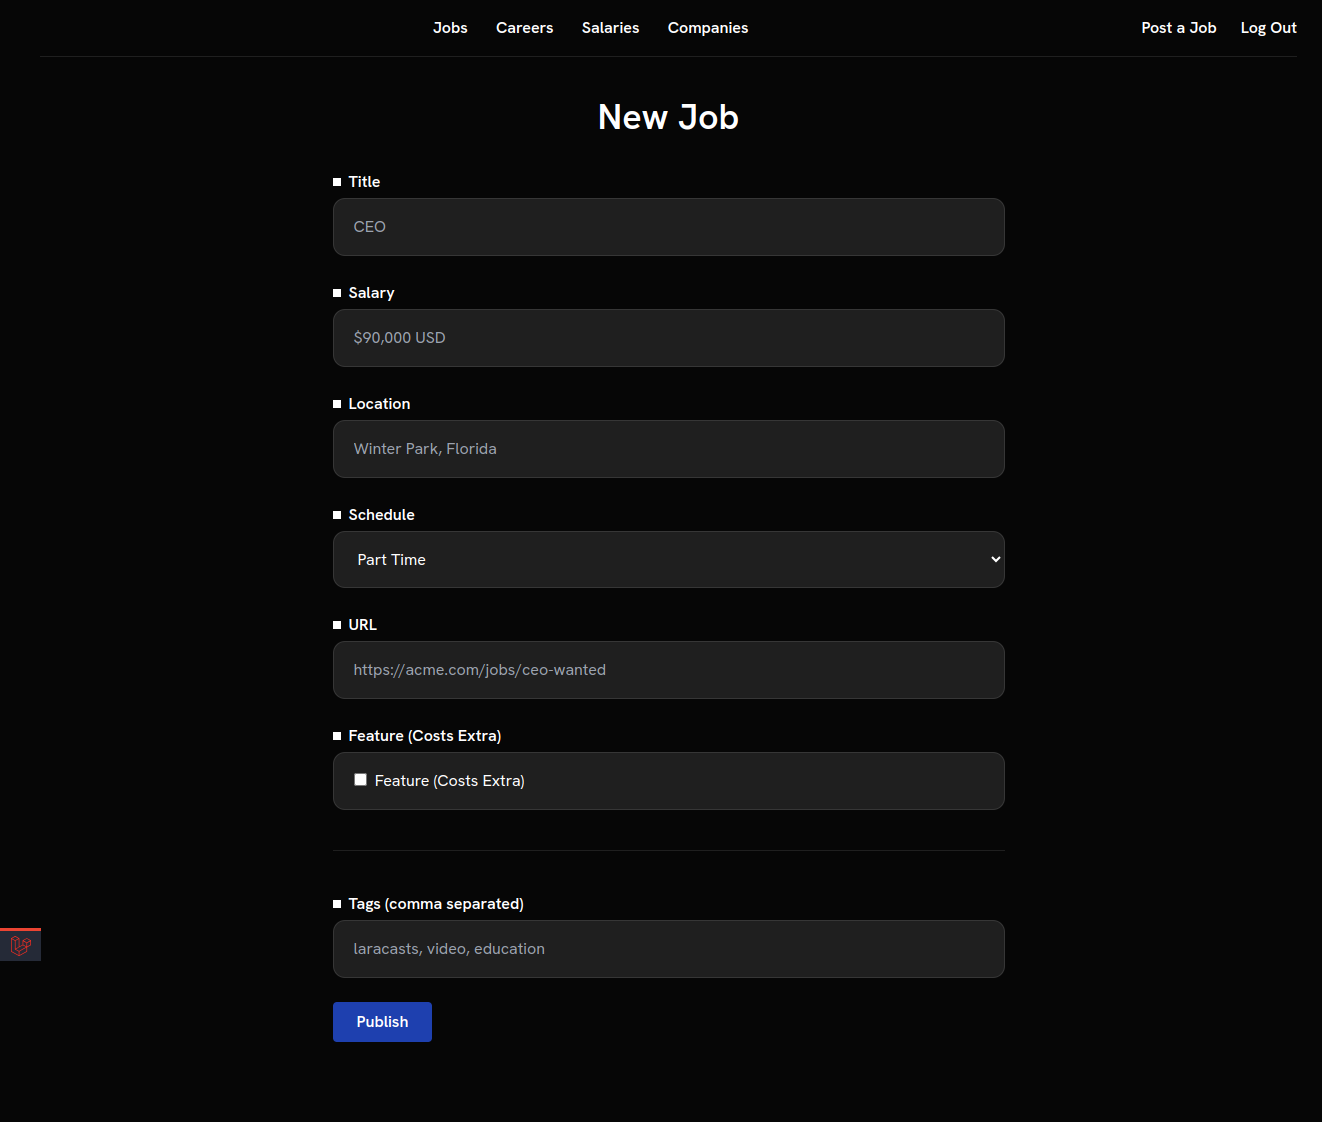 Jobs Careers Salaries Companies Post a Job Log Out
New Job
Title
CEO
Salary
$90,000 USD
Location
Winter Park, Florida
Schedule
Part Time
URL
https://acme.com/jobs/ceo-wanted
Feature (Costs Extra)
Feature (Costs Extra)
Tags (comma separated)
laracasts, video, education
Publish